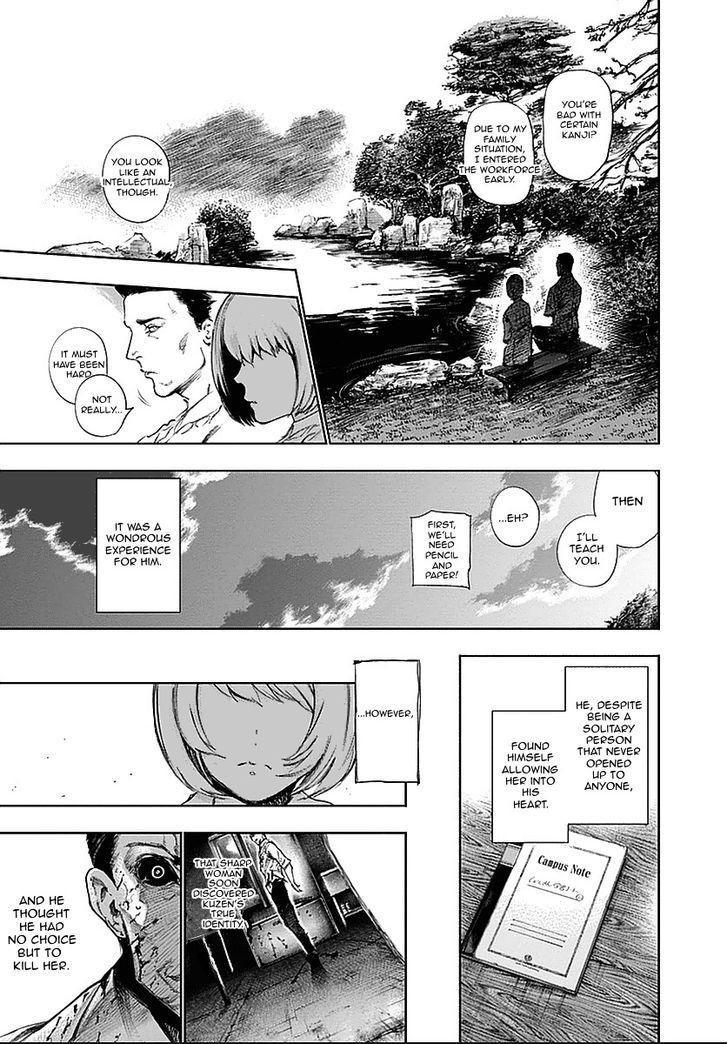 YOU'RE
BAD WITH
CERTAIN
KANJI?
DUE TO MY
FAMILY
SITUATION,
I ENTERED
THE WORKFORCE
EARLY.
YOU LOOK
LIKE AN
INTELLECTUAL,
THOUGH.
IT MUST
HAVE BEEN
HARD.
NOT
REALLY...
THEN
I'LL
TEACH
YOU.
...EH?
FIRST,
WE'LL
NEED
PENCIL
AND
PAPER!
IT WAS A
WONDROUS
EXPERIENCE
FOR HIM.
HE, DESPITE
BEING A
SOLITARY
PERSON
THAT NEVER
OPENED
UP TO
ANYONE,
FOUND
HIMSELF
ALLOWING
HER INTO
HIS
HEART.
Campus Note
...HOWEVER,
THAT SHARP
WOMAN
SOON
DISCOVERED
KUZEN'S
TRUE
IDENTITY.
AND HE
THOUGHT
HE HAD
NO CHOICE
BUT TO
KILL HER.